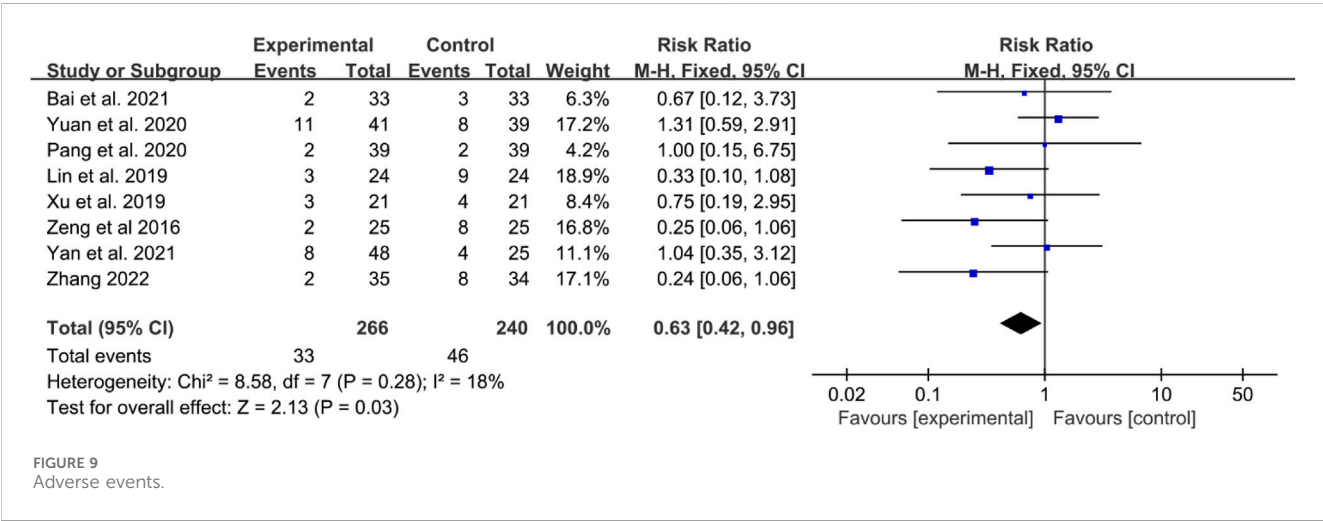 Experimental Control Risk Ratio Risk Ratio
Study or Subgroup Events Total Events Total Weight M-H, Fixed, 95% CI M-H, Fixed, 95% CI
Bai et al. 2021 2 33 3 33 6.3% 0.67 [0.12, 3.73]
Yuan et al. 2020 11 41 8 39 17.2% 1.31 [0.59, 2.91]
Pang et al. 2020 2 39 2 39 4.2% 1.00 [0.15, 6.75]
Lin et al. 2019 3 24 9 24 18.9% 0.33 [0.10, 1.08]
Xu et al. 2019 3 21 4 21 8.4% 0.75 [0.19, 2.95]
Zeng et al 2016 2 25 8 25 16.8% 0.25 [0.06, 1.06]
Yan et al. 2021 8 48 4 25 11.1% 1.04 [0.35, 3.12]
Zhang 2022 2 35 8 34 17.1% 0.24 [0.06, 1.06]
Total (95% CI) 266 240 100.0% 0.63 [0.42, 0.96]
Total events 33 46
Heterogeneity: Chi² = 8.58, df = 7 (P = 0.28); I² = 18%
Test for overall effect: Z = 2.13 (P = 0.03)
0.02 0.1 1 10 50
Favours [experimental] Favours [control]
FIGURE 9
Adverse events.